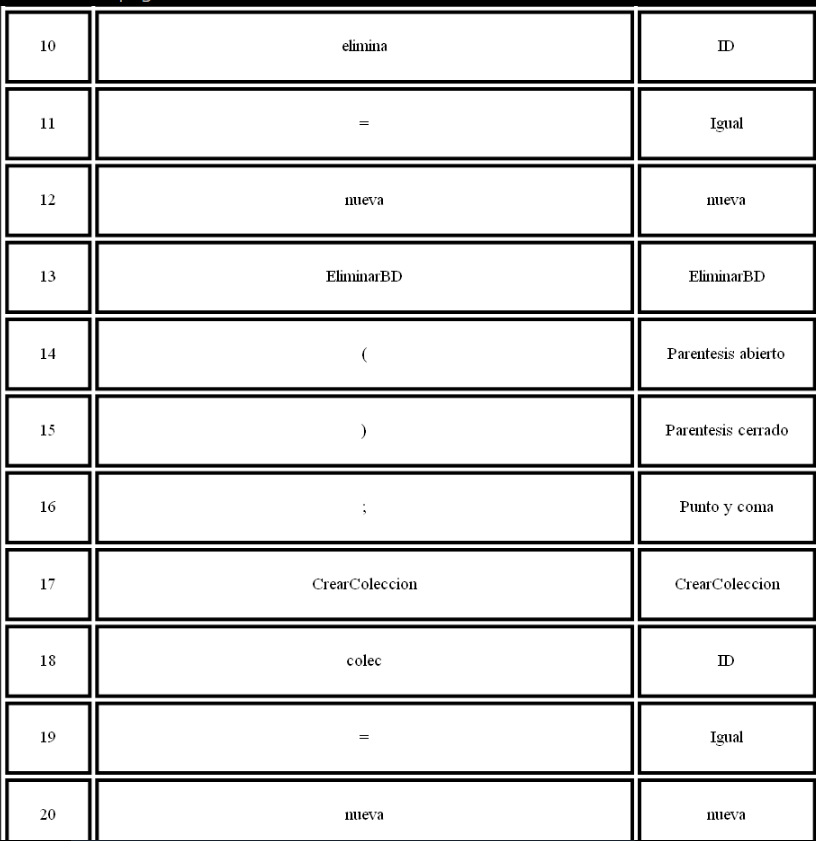 10 elimina ID
11 = Igual
12 nueva nueva
13 EliminarBD EliminarBD
14 ( Parentesis abierto
15 ) Parentesis cerrado
16 ; Punto y coma
17 CrearColeccion CrearColeccion
18 colec ID
19 = Igual
20 nueva nueva